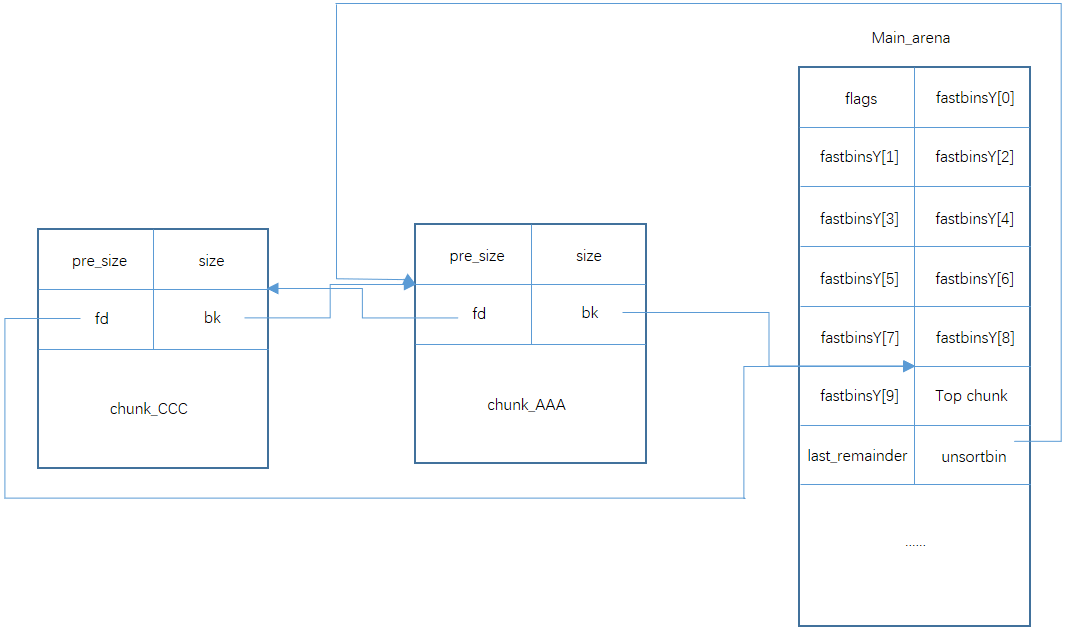 Main_arena
flags
fastbinsY[0]
fastbinsY[1]
fastbinsY[2]
fastbinsY[3]
fastbinsY[4]
fastbinsY[5]
fastbinsY[6]
fastbinsY[7]
fastbinsY[8]
fastbinsY[9]
Top chunk
last_remainder
unsortbin
......
pre_size
size
fd
bk
chunk_AAA
pre_size
size
fd
bk
chunk_CCC